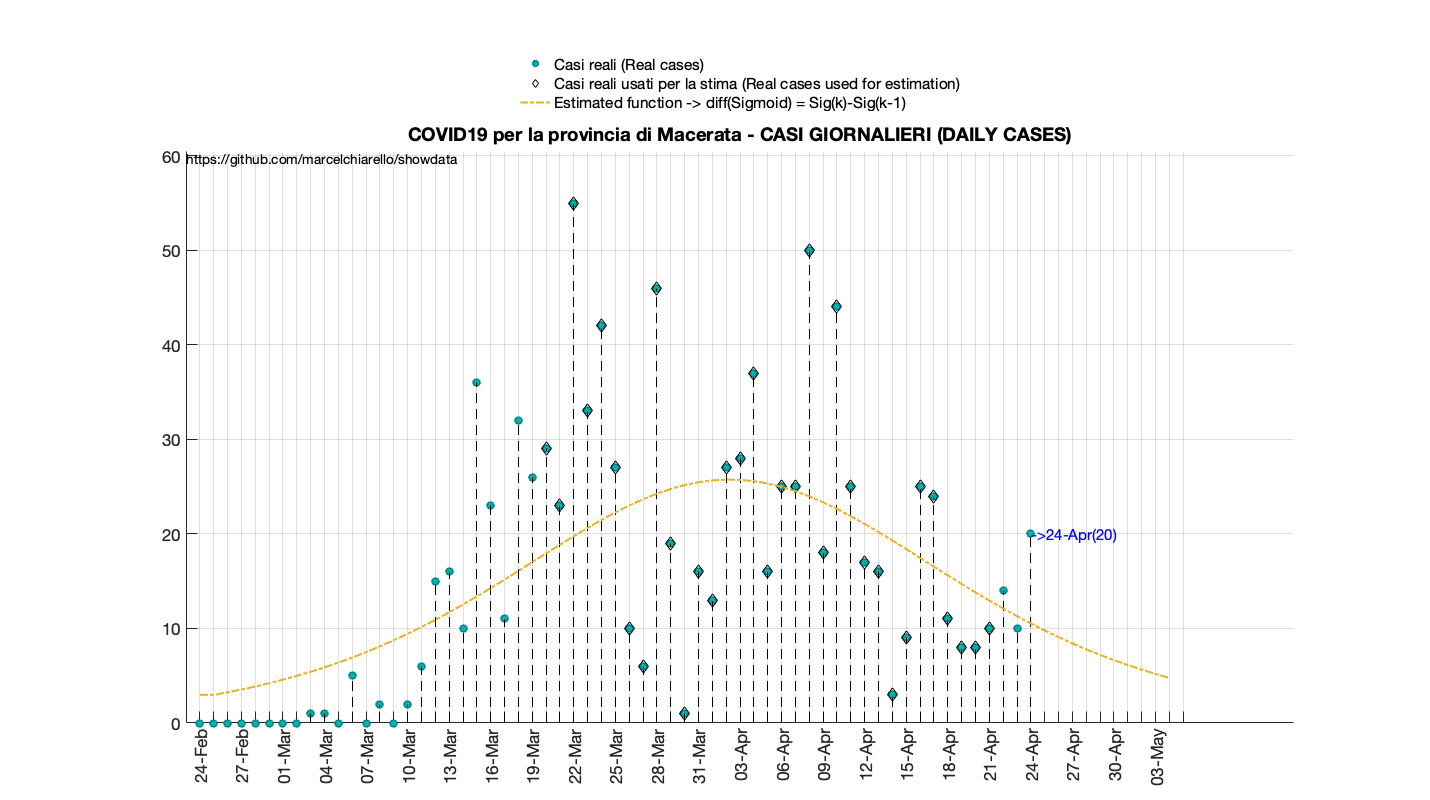 Casi reali (Real cases)
Casi reali usati per la stima (Real cases used for estimation)
Estimated function -> diff(Sigmoid) = Sig(k)-Sig(k-1)
COVID19 per la provincia di Macerata - CASI GIORNALIERI (DAILY CASES)
https://github.com/marcelchiarello/showdata
60
50
40
30
20
10
0
->24-Apr(20)
24-Feb
27-Feb
01-Mar
04-Mar
07-Mar
10-Mar
13-Mar
16-Mar
19-Mar
22-Mar
25-Mar
28-Mar
31-Mar
03-Apr
06-Apr
09-Apr
12-Apr
15-Apr
18-Apr
21-Apr
24-Apr
27-Apr
30-Apr
03-May